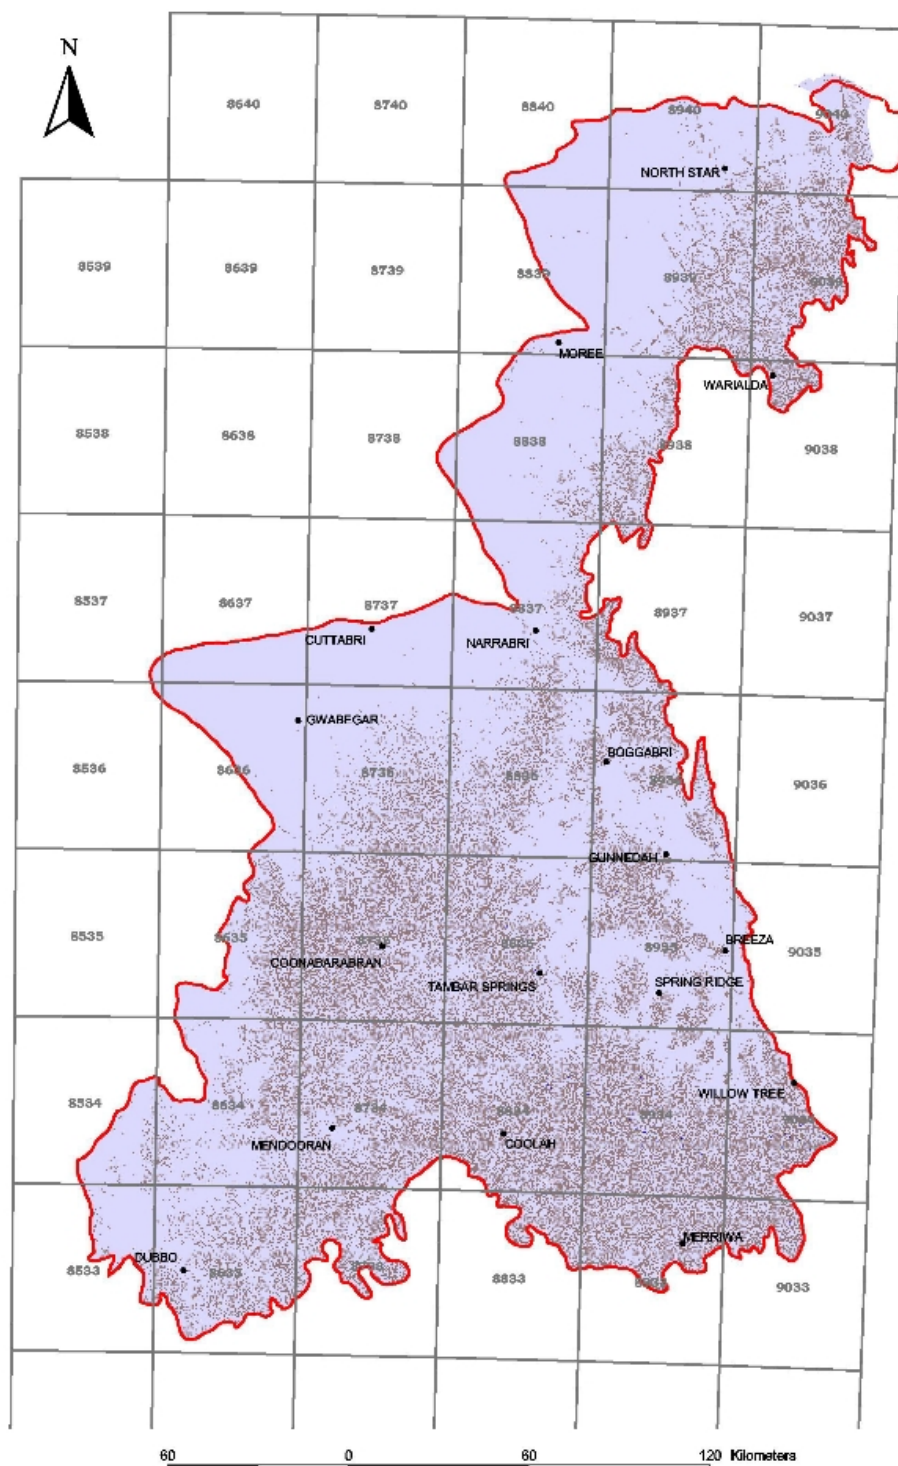 N
8640 8740 8840 8940 9040
NORTH STAR
8539 8639 8739 8839 8939 9039
MOREE
WARIALDA
8538 8638 8738 8838 8938 9038
8537 8637 8737 8837 8937 9037
CUTTABRI NARRABRI
GWABEGAR
BOGGABRI
8536 8636 8736 8836 8936 9036
GUNNEDAH
8535 8635 8835 8935 BREEZA 9035
COONABARABRAN
TAMBAR SPRINGS SPRING RIDGE
WILLOW TREE
8534 8634 8734 8834 8934
MENDOORAN COOLAH
MERRIWA
DUBBO
8533 8633 8833 8933 9033
60 0 60 120 Kilometers